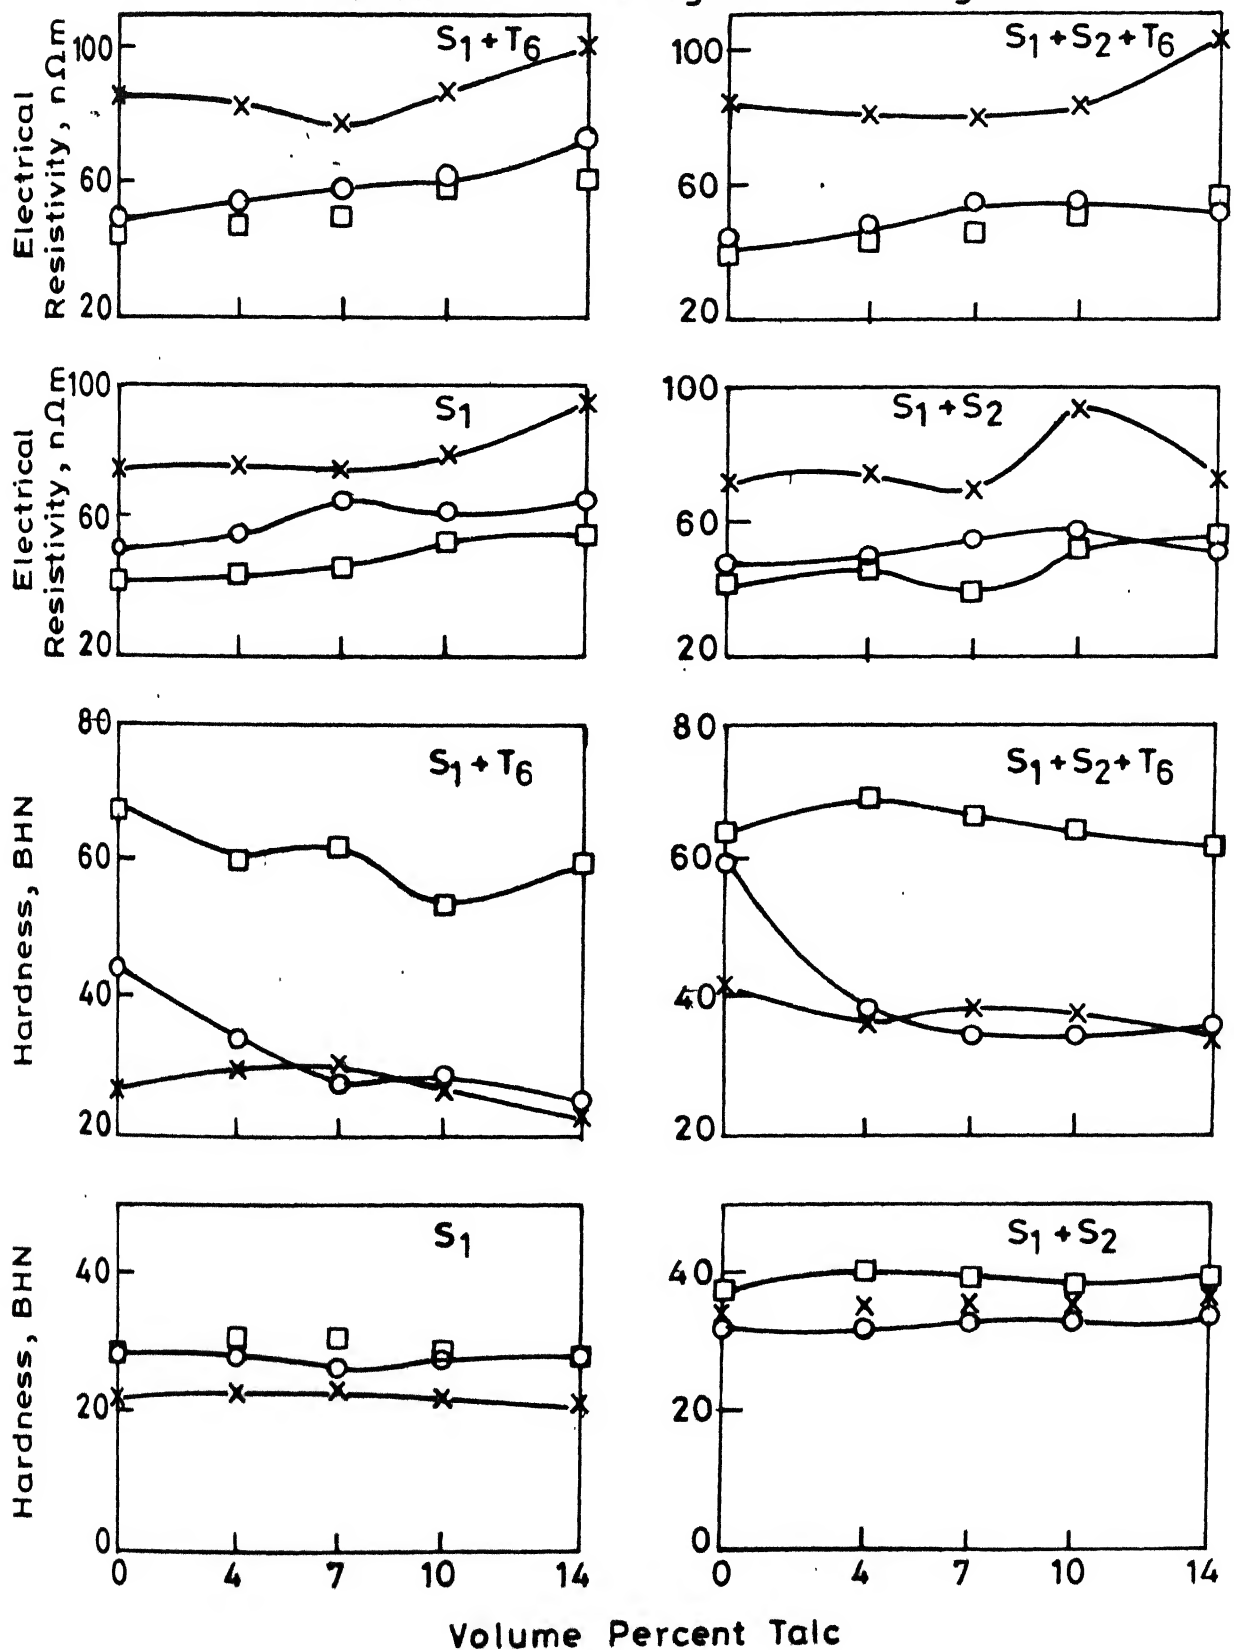 S1 + T6
S1 + S2 + T6
Electrical
Resistivity, nΩm
100
60
20
100
60
20
S1
S1 + S2
Electrical
Resistivity, nΩm
100
60
20
100
60
20
S1 + T6
S1 + S2 + T6
Hardness, BHN
80
60
40
20
80
60
40
20
S1
S1 + S2
Hardness, BHN
40
20
0
40
20
0
0 4 7 10 14
0 4 7 10 14
Volume Percent Talc